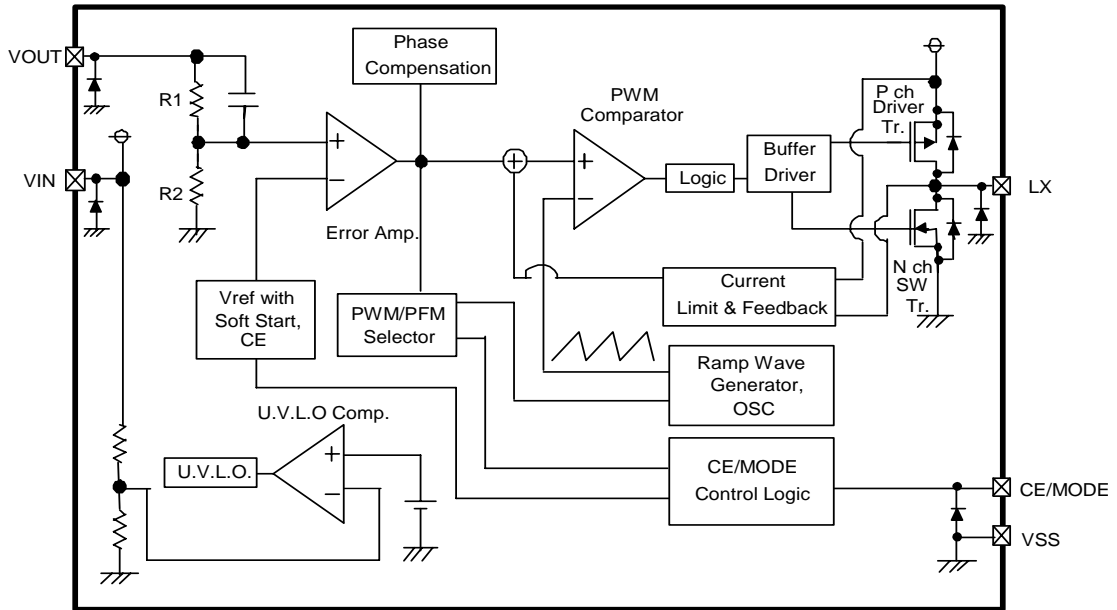 VOUT
VIN
R1
R2
Phase
Compensation
+
−
Error Amp.
Vref with
Soft Start,
CE
PWM/PFM
Selector
U.V.L.O Comp.
U.V.L.O.
+
−
+
PWM
Comparator
+
−
Logic
Buffer
Driver
P ch
Driver
Tr.
N ch
SW
Tr.
Current
Limit & Feedback
Ramp Wave
Generator,
OSC
CE/MODE
Control Logic
LX
CE/MODE
VSS